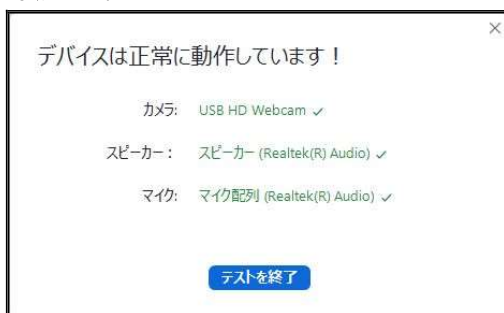 デバイスは正常に動作しています！
カメラ: USB HD Webcam ✓
スピーカー： スピーカー (Realtek(R) Audio) ✓
マイク: マイク配列 (Realtek(R) Audio) ✓
テストを終了